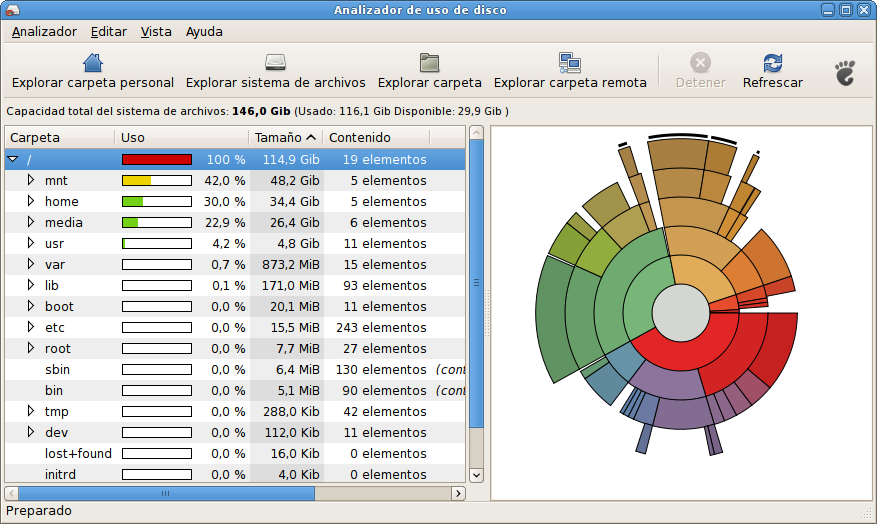 Analizador de uso de disco
Analizador Editar Vista Ayuda
Explorar carpeta personal Explorar sistema de archivos Explorar carpeta Explorar carpeta remota Detener Refrescar
Capacidad total del sistema de archivos: 146,0 Gib (Usado: 116,1 Gib Disponible: 29,9 Gib )
Carpeta Uso Tamaño Contenido
/ 100 % 114,9 Gib 19 elementos
mnt 42,0 % 48,2 Gib 5 elementos
home 30,0 % 34,4 Gib 5 elementos
media 22,9 % 26,4 Gib 6 elementos
usr 4,2 % 4,8 Gib 11 elementos
var 0,7 % 873,2 MiB 15 elementos
lib 0,1 % 171,0 MiB 93 elementos
boot 0,0 % 20,1 MiB 11 elementos
etc 0,0 % 15,5 MiB 243 elementos
root 0,0 % 7,7 MiB 27 elementos
sbin 0,0 % 6,4 MiB 130 elementos (cont
bin 0,0 % 5,1 MiB 90 elementos (cont
tmp 0,0 % 288,0 Kib 42 elementos
dev 0,0 % 112,0 Kib 11 elementos
lost+found 0,0 % 16,0 Kib 0 elementos
initrd 0,0 % 4,0 Kib 0 elementos
Preparado